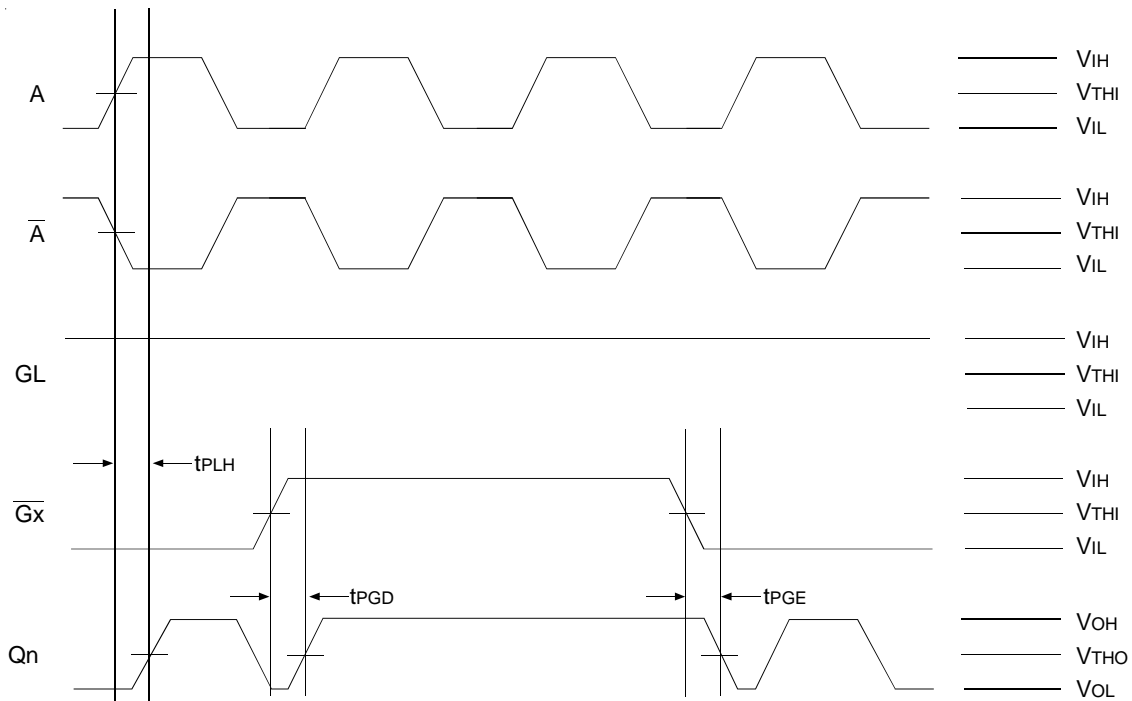 A
VIH
VTHI
VIL
A
VIH
VTHI
VIL
GL
VIH
VTHI
VIL
tPLH
Gx
VIH
VTHI
VIL
tPGD
tPGE
Qn
VOH
VTHO
VOL